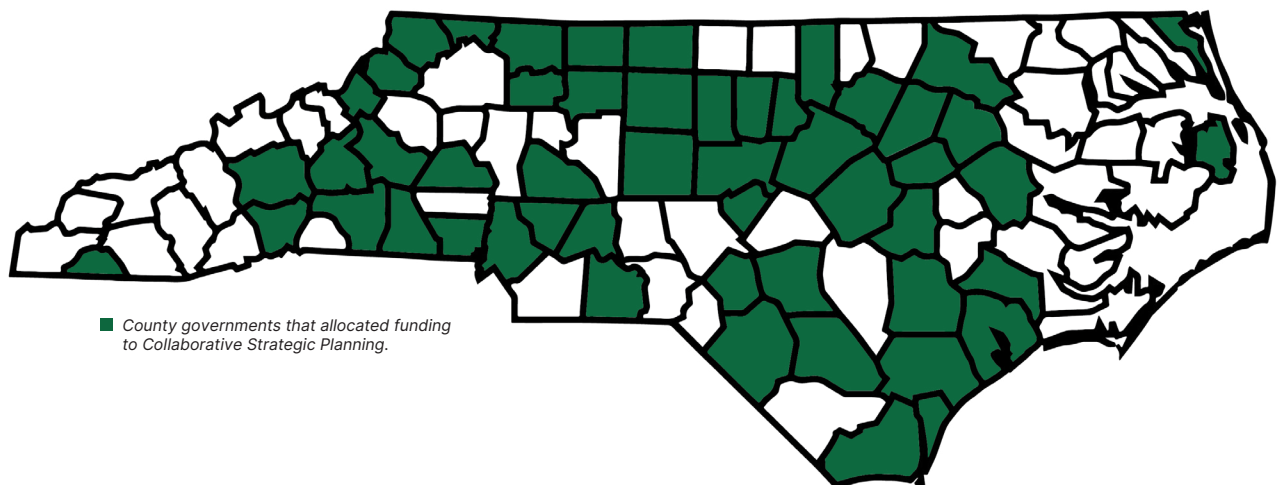 County governments that allocated funding
to Collaborative Strategic Planning.